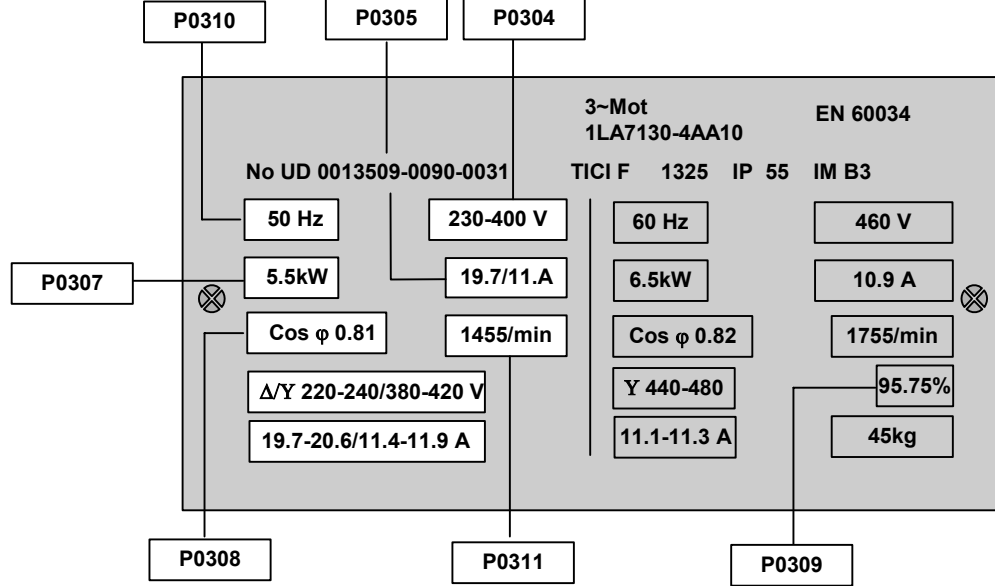 P0310
P0305
P0304
3~Mot
1LA7130-4AA10
EN 60034
No UD 0013509-0090-0031
TICI F 1325 IP 55 IM B3
50 Hz
230-400 V
60 Hz
460 V
P0307
5.5kW
19.7/11.A
6.5kW
10.9 A
Cos φ 0.81
1455/min
Cos φ 0.82
1755/min
Δ/Y 220-240/380-420 V
Y 440-480
95.75%
19.7-20.6/11.4-11.9 A
11.1-11.3 A
45kg
P0308
P0311
P0309